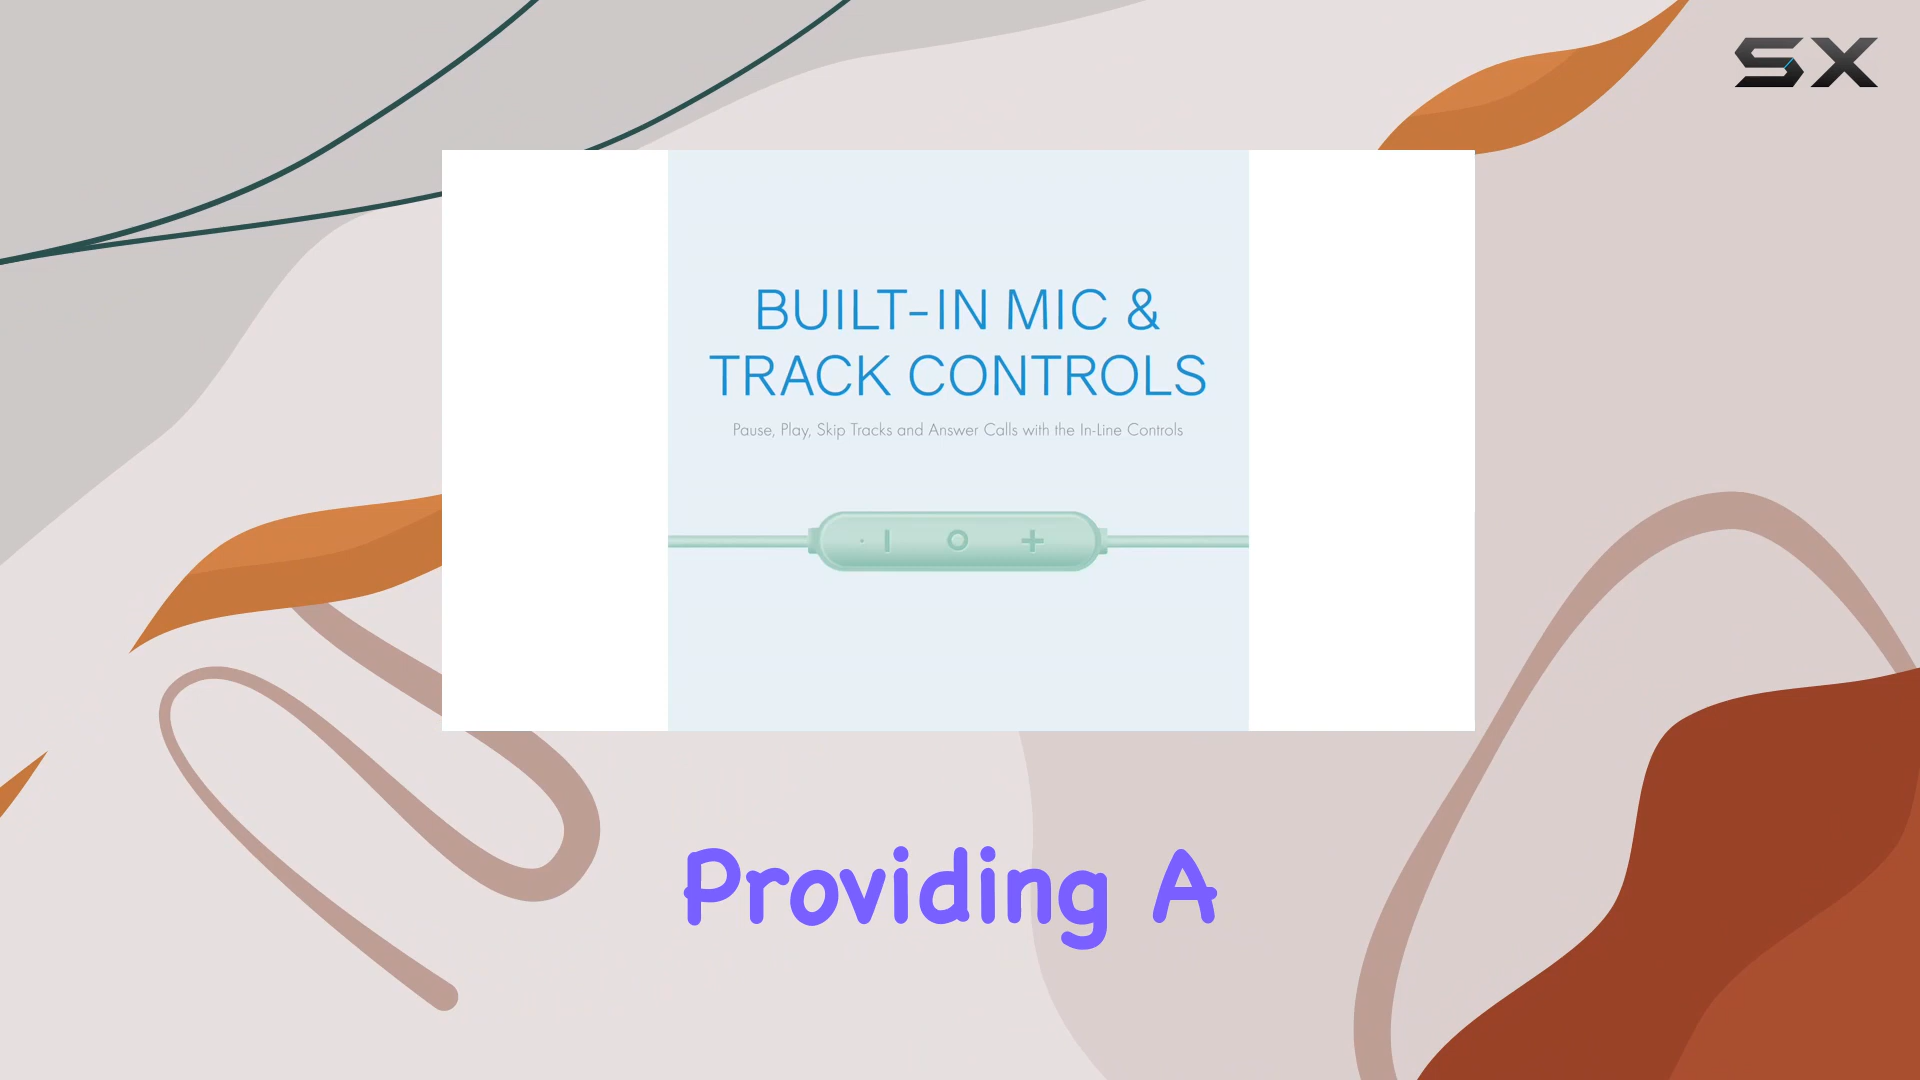 SX
BUILT-IN MIC &
TRACK CONTROLS
Pause, Play, Skip Tracks and Answer Calls with the In-Line Controls
Providing A